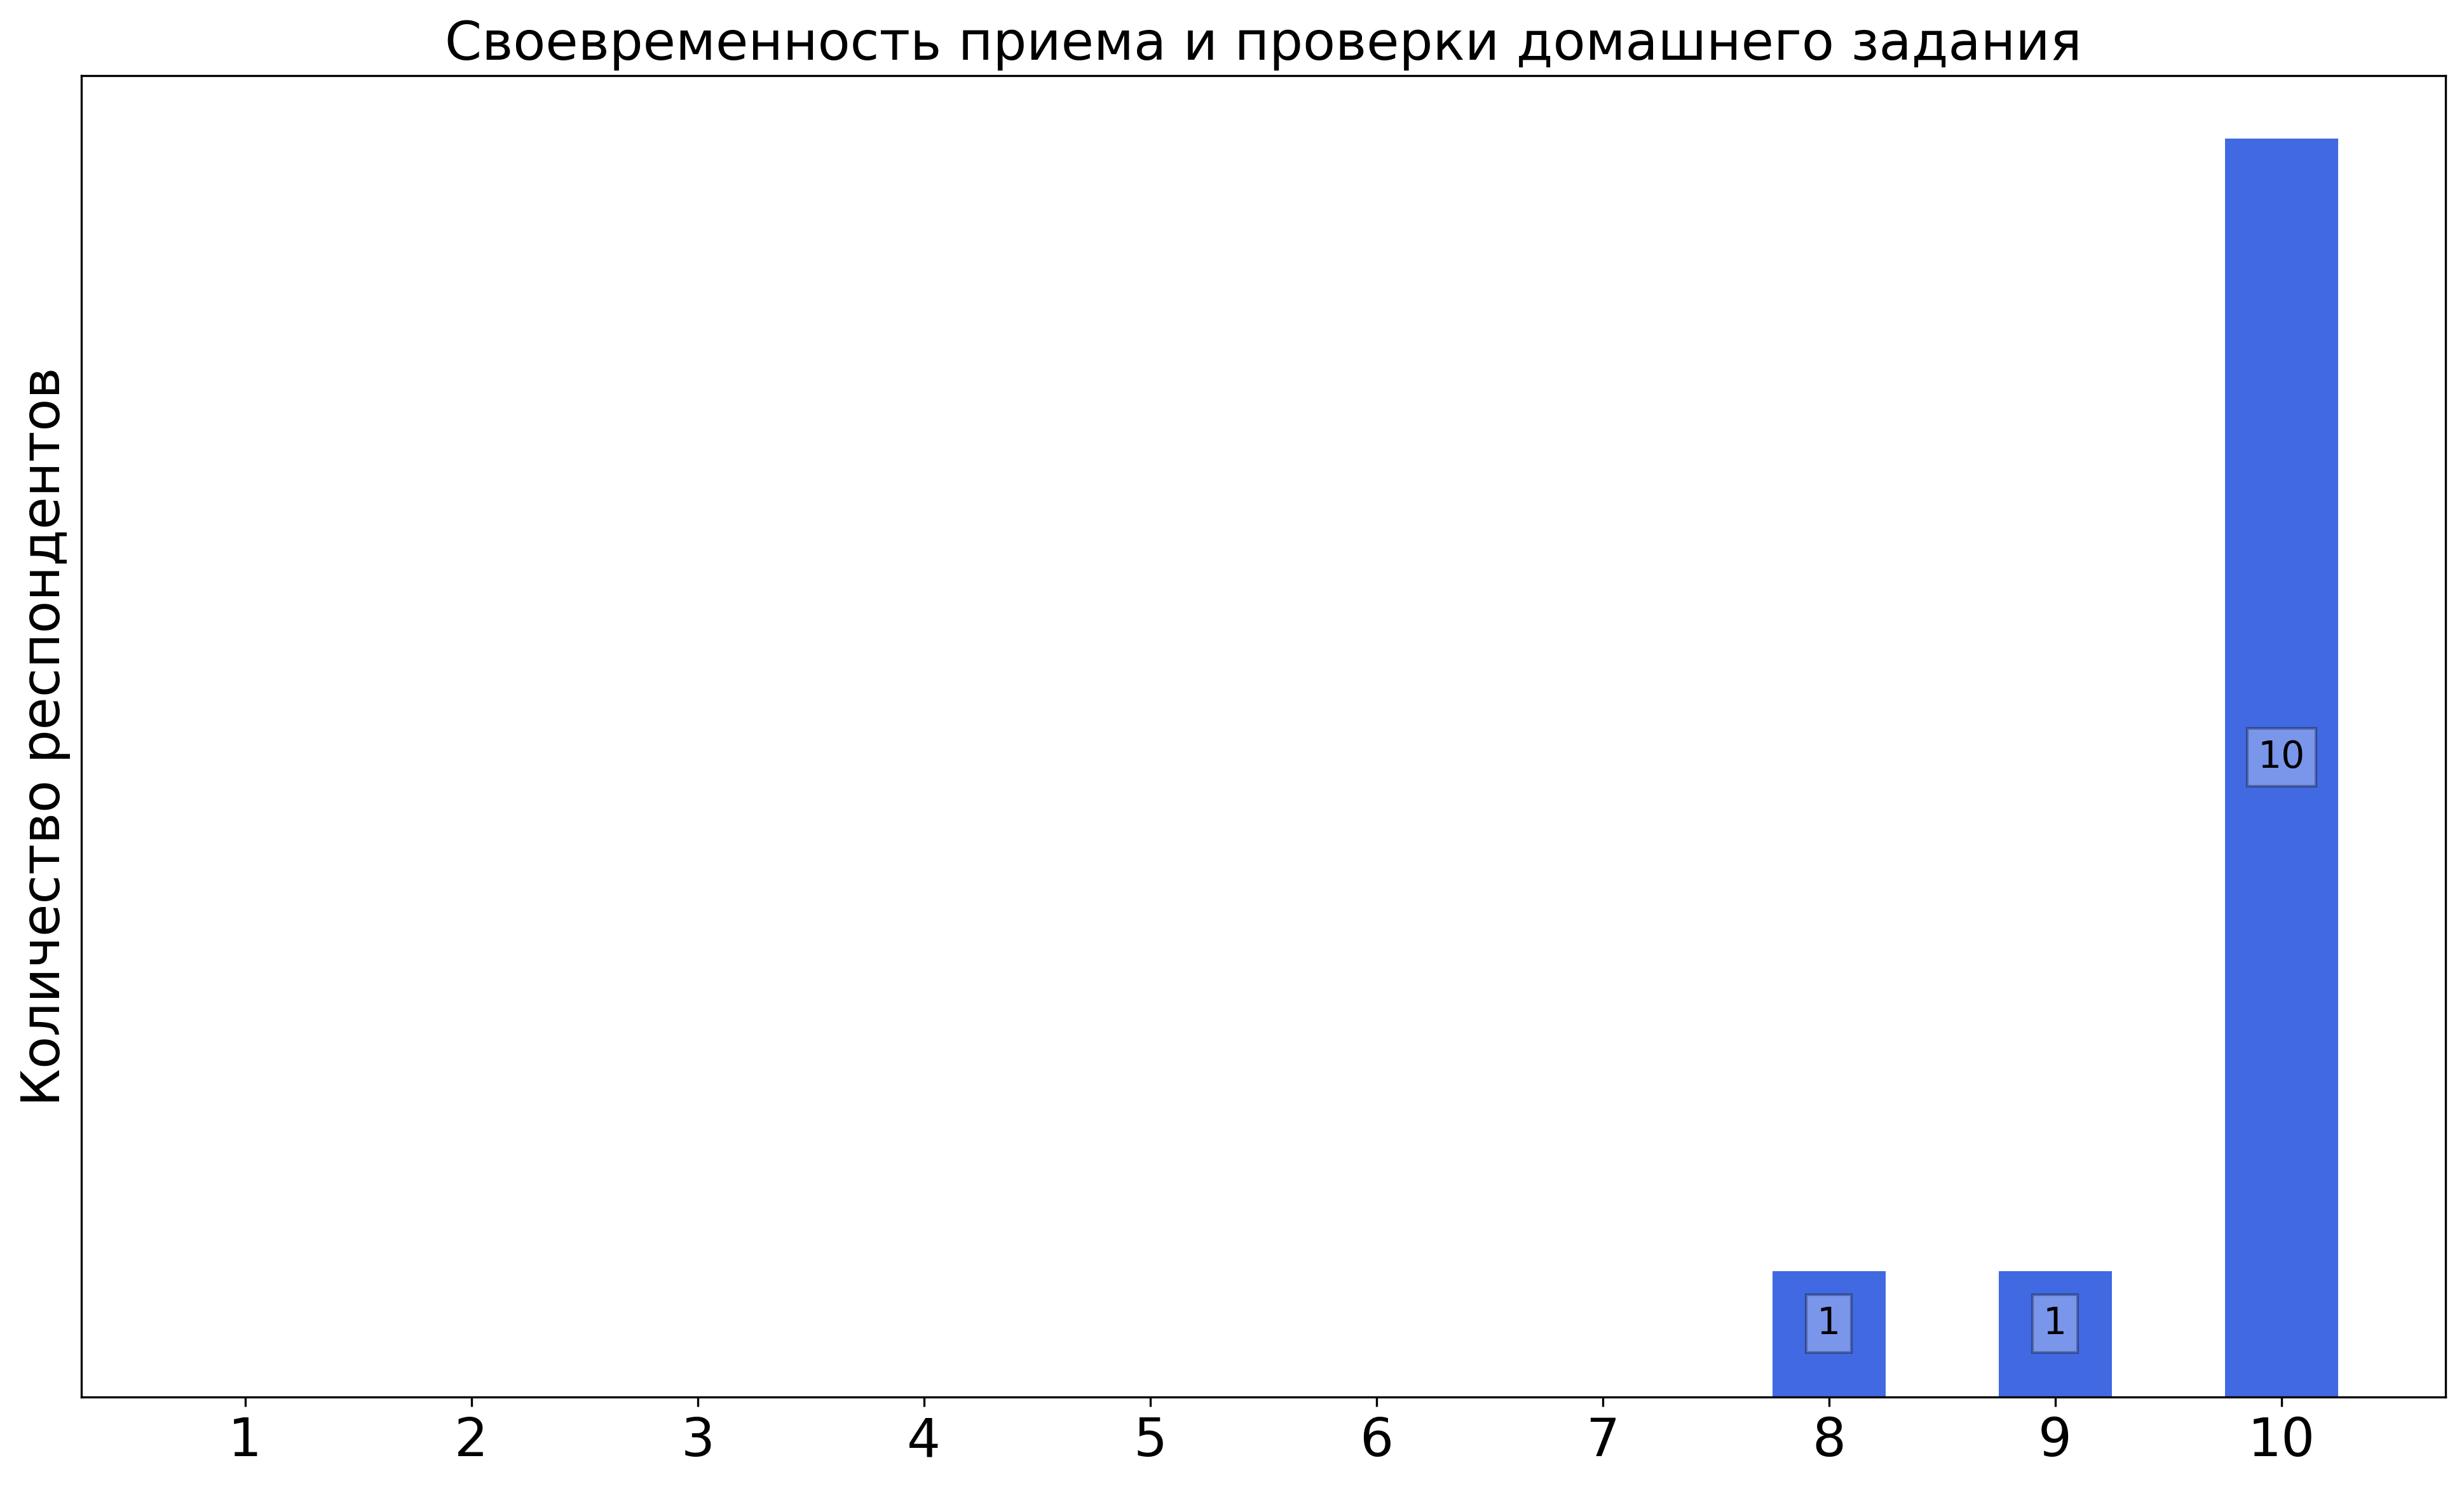 Своевременность приема и проверки домашнего задания
Количество респондентов
10
1 1
1 2 3 4 5 6 7 8 9 10